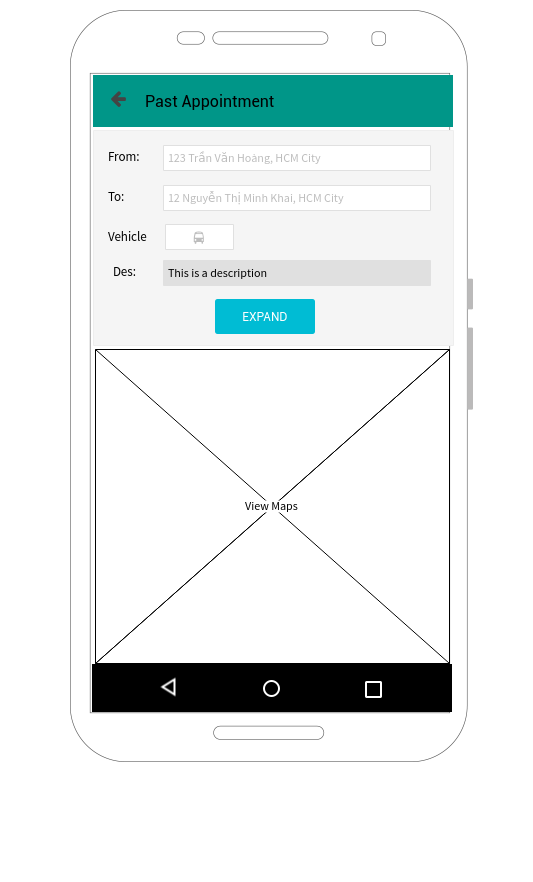 Past Appointment
From: 123 Trần Văn Hoàng, HCM City
To: 12 Nguyễn Thị Minh Khai, HCM City
Vehicle
Des: This is a description
EXPAND
View Maps